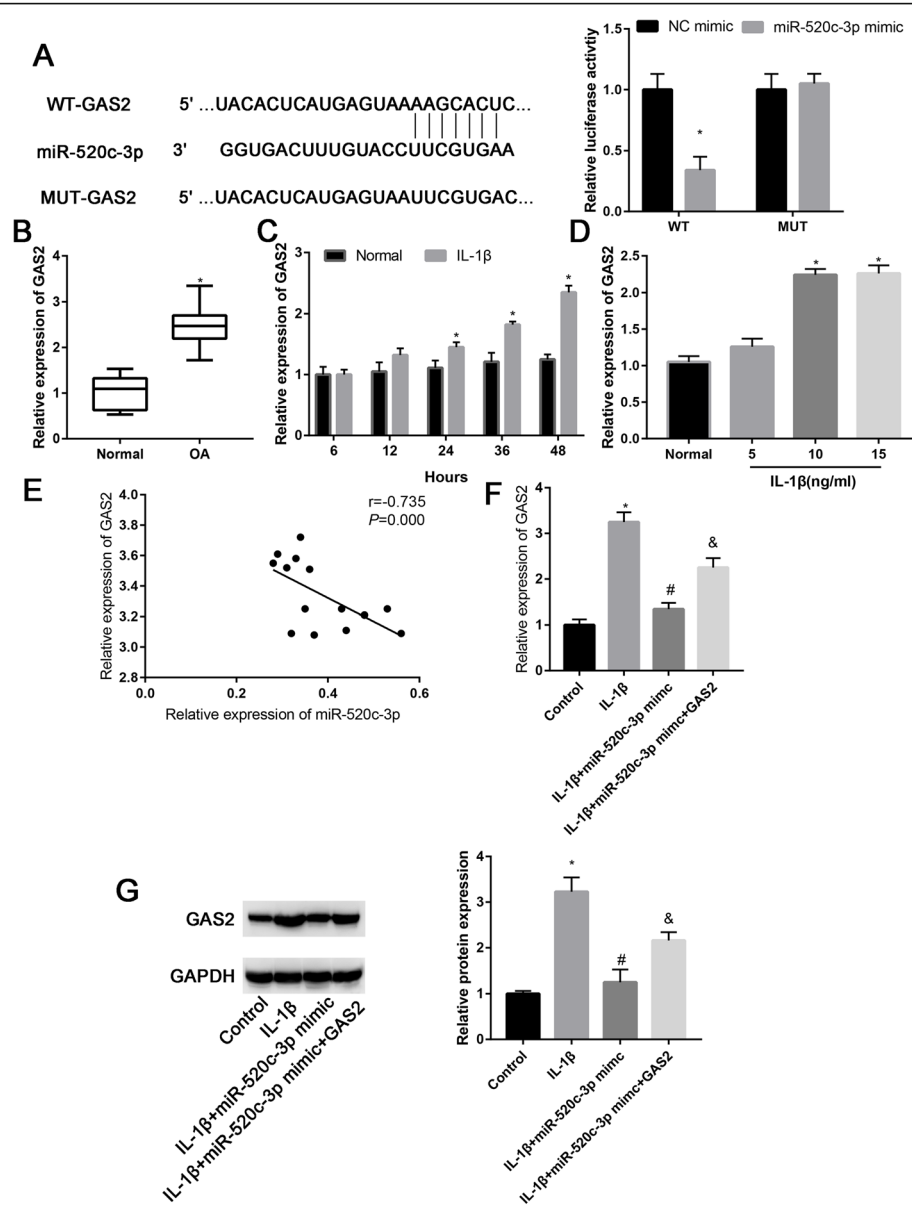 A
WT-GAS2 5' ...UACACUCAUGAGUAAAAGCACUC...
miR-520c-3p 3' GGUGACUUUGUACCUUCGUGAA
MUT-GAS2 5' ...UACACUCAUGAGUAAUUCGUGAC...
NC mimic miR-520c-3p mimic
Relative luciferase activtiy
1.5
1.0
0.5
0.0
WT MUT
*
B
Relative expression of GAS2
4
3
2
1
0
*
Normal OA
C
Normal IL-1β
Relative expression of GAS2
3
2
1
0
* * *
6 12 24 36 48
Hours
D
Relative expression of GAS2
2.5
2.0
1.5
1.0
0.5
0.0
* *
Normal 5 10 15
IL-1β(ng/ml)
E
Relative expression of GAS2
4.0
3.8
3.6
3.4
3.2
3.0
2.8
r=-0.735
P=0.000
0.0 0.2 0.4 0.6
Relative expression of miR-520c-3p
F
Relative expression of GAS2
4
3
2
1
0
* # &
Control
IL-1β
IL-1β+miR-520c-3p mimc
IL-1β+miR-520c-3p mimc+GAS2
G
GAS2
GAPDH
Control
IL-1β
IL-1β+miR-520c-3p mimic
IL-1β+miR-520c-3p mimic+GAS2
Relative protein expression
4
3
2
1
0
* # &
Control
IL-1β
IL-1β+miR-520c-3p mimc
IL-1β+miR-520c-3p mimc+GAS2